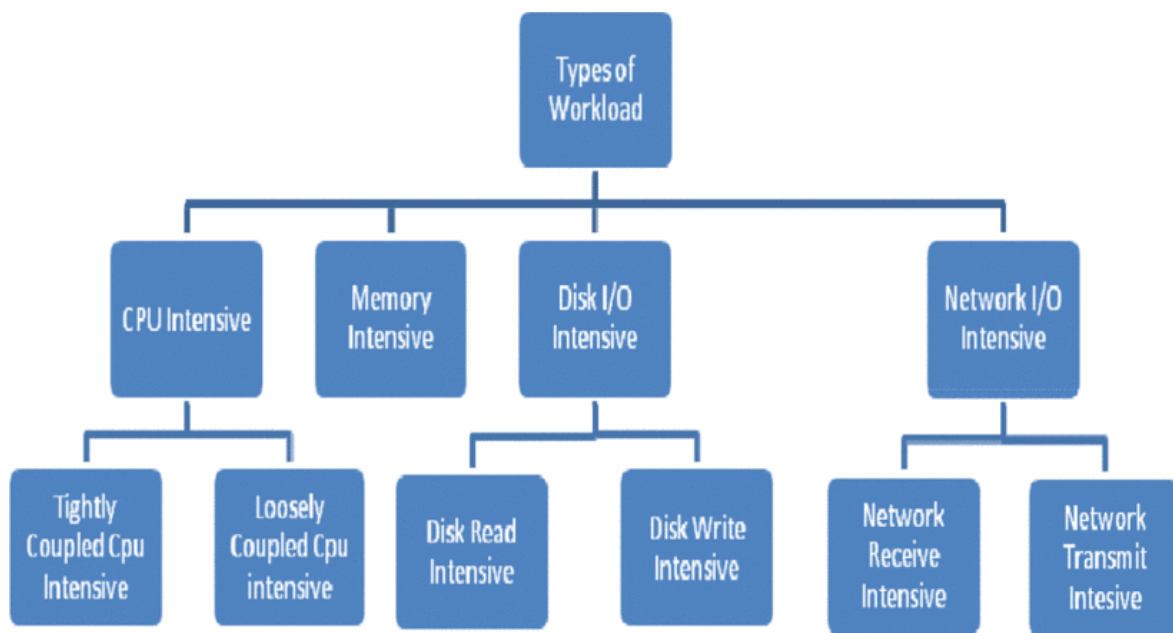 Types of
Workload
CPU Intensive
Memory
Intensive
Disk I/O
Intensive
Network I/O
Intensive
Tightly
Coupled Cpu
Intensive
Loosely
Coupled Cpu
intensive
Disk Read
Intensive
Disk Write
Intensive
Network
Receive
Intensive
Network
Transmit
Intesive